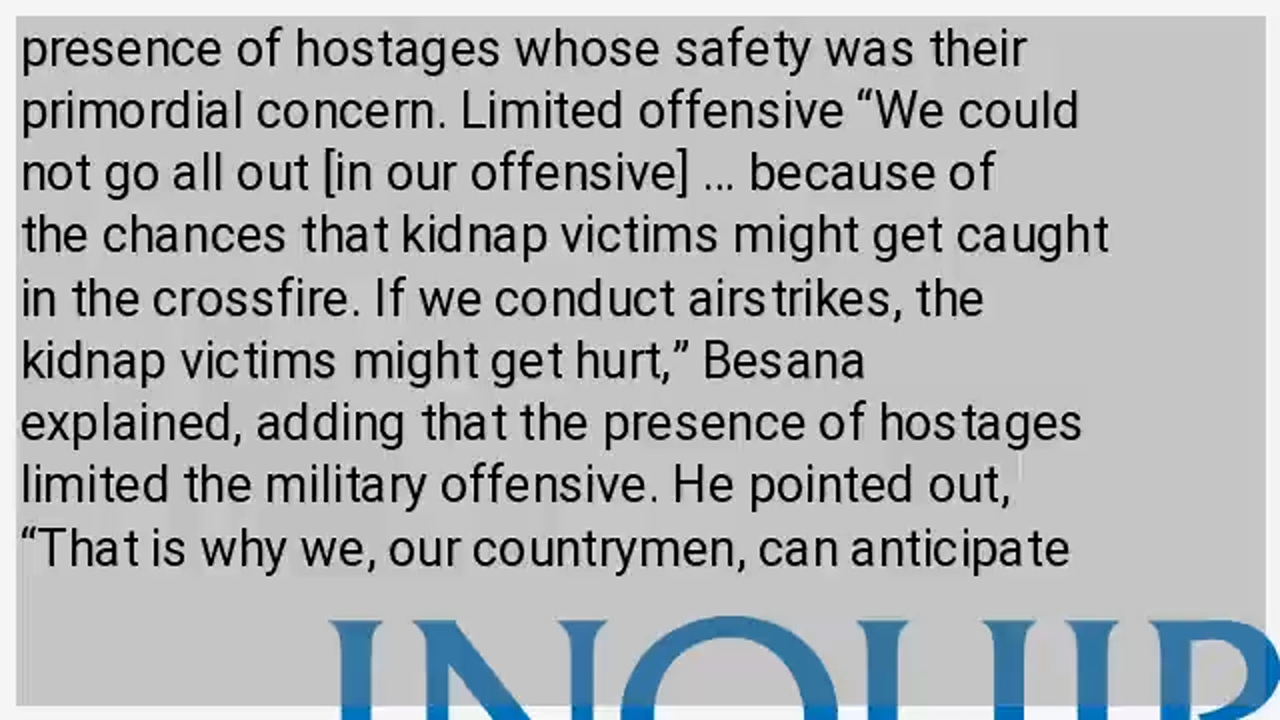 presence of hostages whose safety was their
primordial concern. Limited offensive “We could
not go all out [in our offensive] ... because of
the chances that kidnap victims might get caught
in the crossfire. If we conduct airstrikes, the
kidnap victims might get hurt,” Besana
explained, adding that the presence of hostages
limited the military offensive. He pointed out,
“That is why we, our countrymen, can anticipate
INQUIR